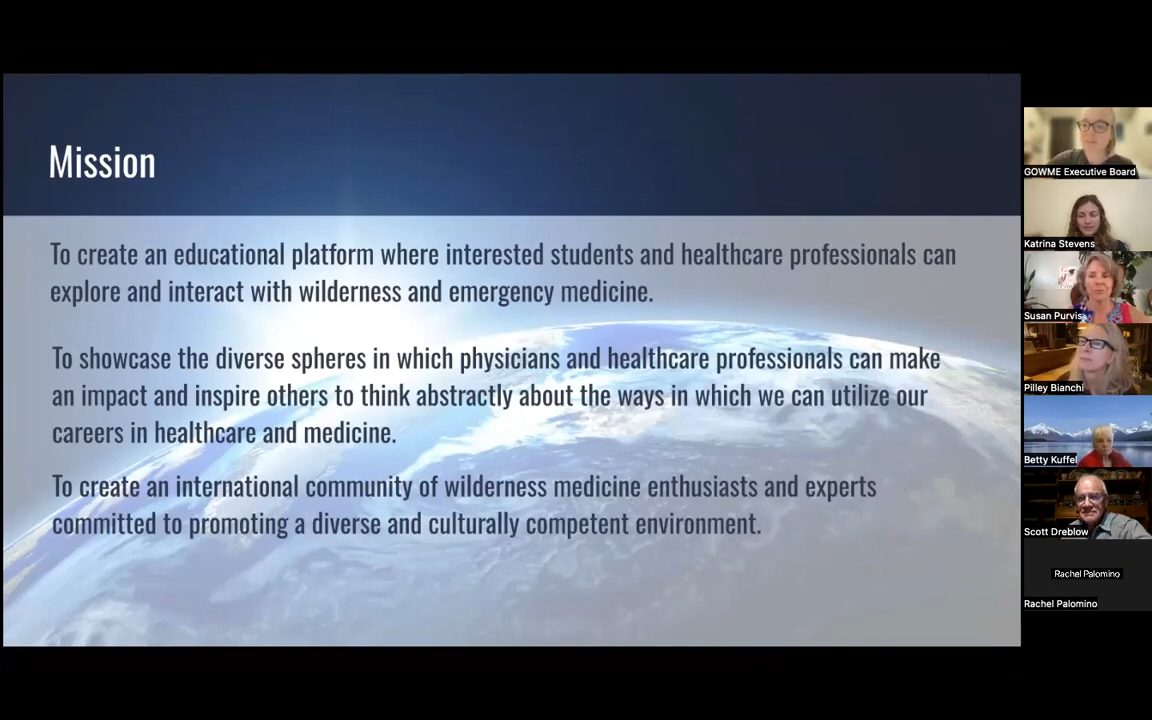 Mission
To create an educational platform where interested students and healthcare professionals can
explore and interact with wilderness and emergency medicine.
To showcase the diverse spheres in which physicians and healthcare professionals can make
an impact and inspire others to think abstractly about the ways in which we can utilize our
careers in healthcare and medicine.
To create an international community of wilderness medicine enthusiasts and experts
committed to promoting a diverse and culturally competent environment.
GOWME Executive Board
Katrina Stevens
Susan Purvis
Pilley Bianchi
Betty Kuffel
Scott Dreblow
Rachel Palomino
Rachel Palomino